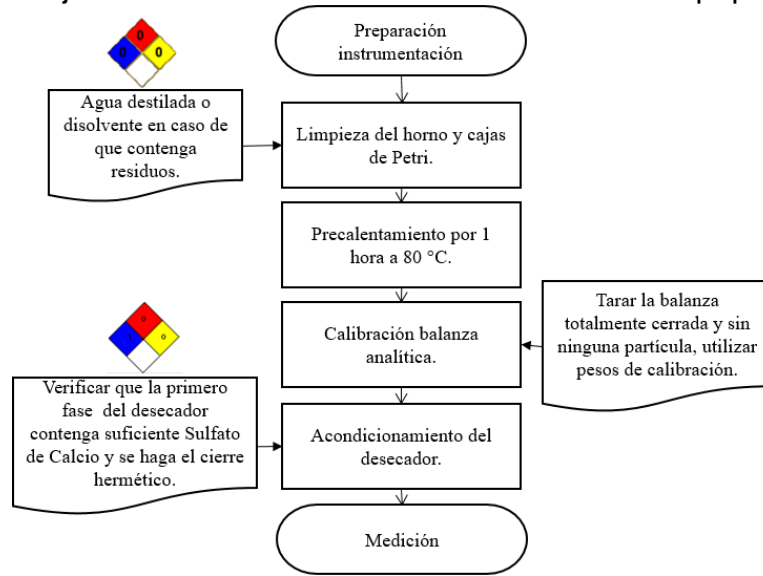 Preparación
instrumentación
0
0
0
Agua destilada o
disolvente en caso de
que contenga
residuos.
Limpieza del horno y cajas
de Petri.
Precalentamiento por 1
hora a 80 °C.
Tarar la balanza
totalmente cerrada y sin
ninguna partícula, utilizar
pesos de calibración.
Calibración balanza
analítica.
Verificar que la primero
fase del desecador
contenga suficiente Sulfato
de Calcio y se haga el cierre
hermético.
Acondicionamiento del
desecador.
Medición